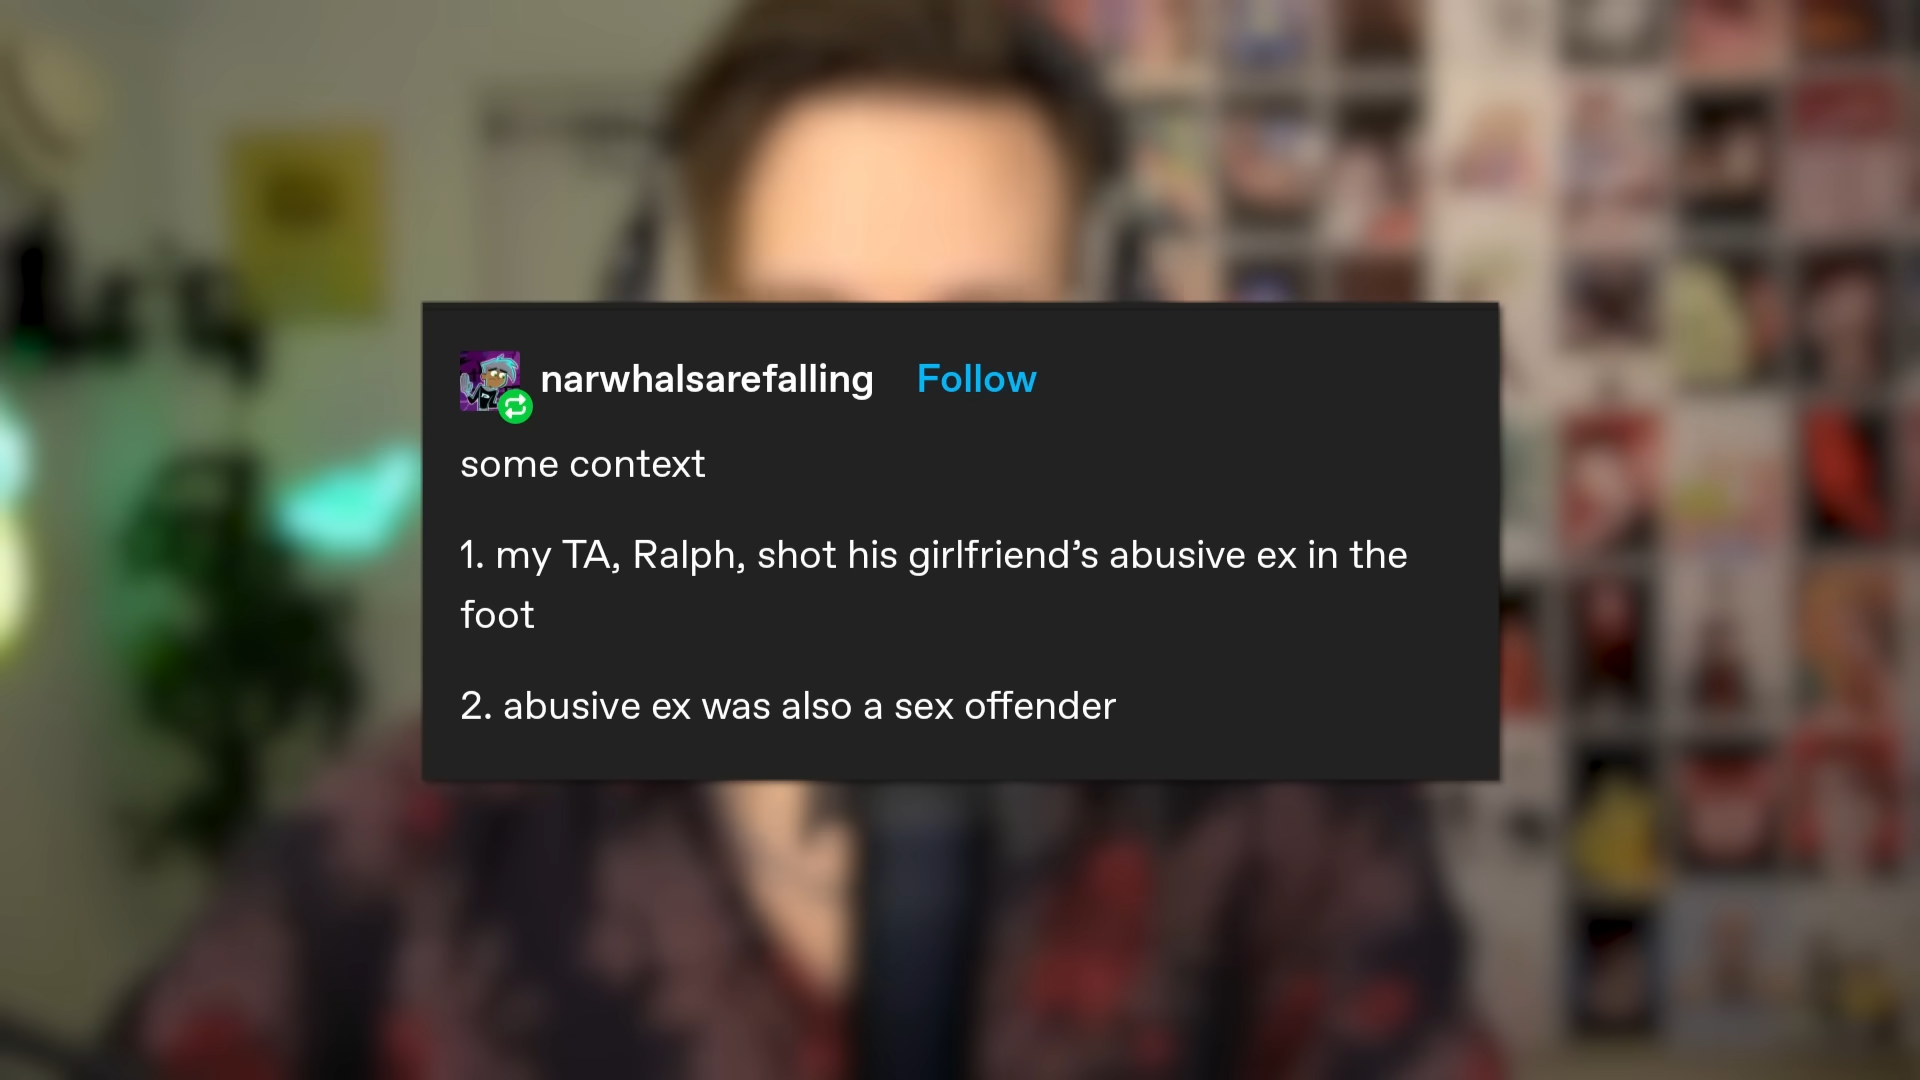 narwhalsarefalling Follow
some context
1. my TA, Ralph, shot his girlfriend’s abusive ex in the
foot
2. abusive ex was also a sex offender